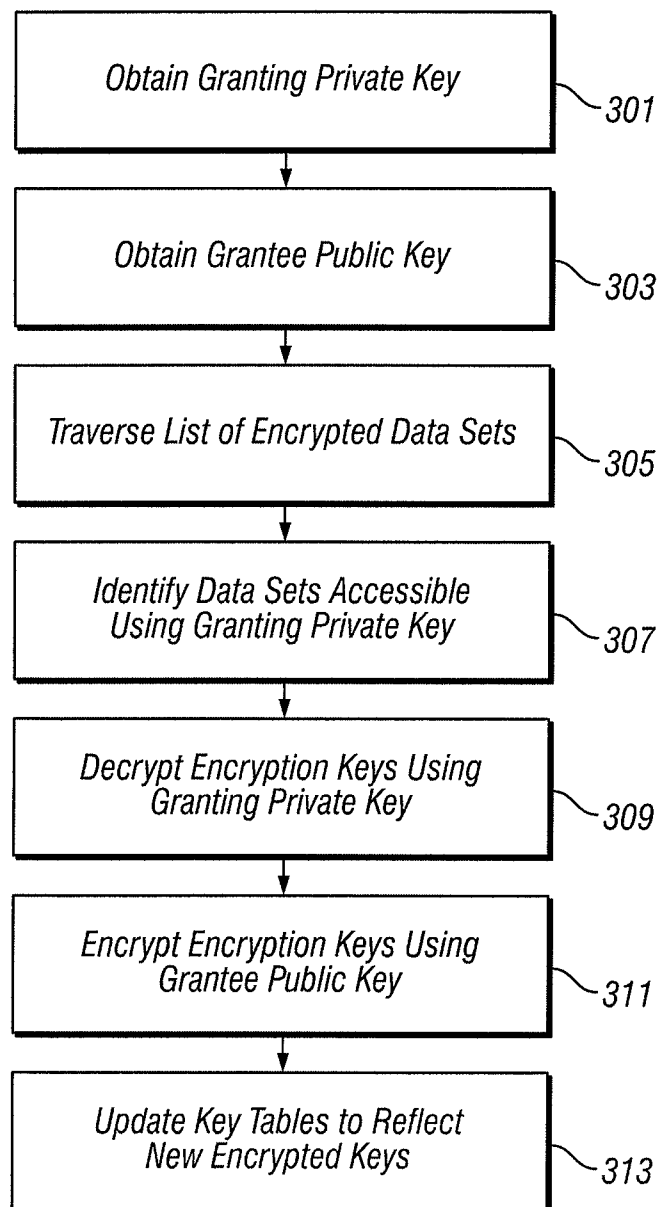 Obtain Granting Private Key
301
Obtain Grantee Public Key
303
Traverse List of Encrypted Data Sets
305
Identify Data Sets Accessible
Using Granting Private Key
307
Decrypt Encryption Keys Using
Granting Private Key
309
Encrypt Encryption Keys Using
Grantee Public Key
311
Update Key Tables to Reflect
New Encrypted Keys
313